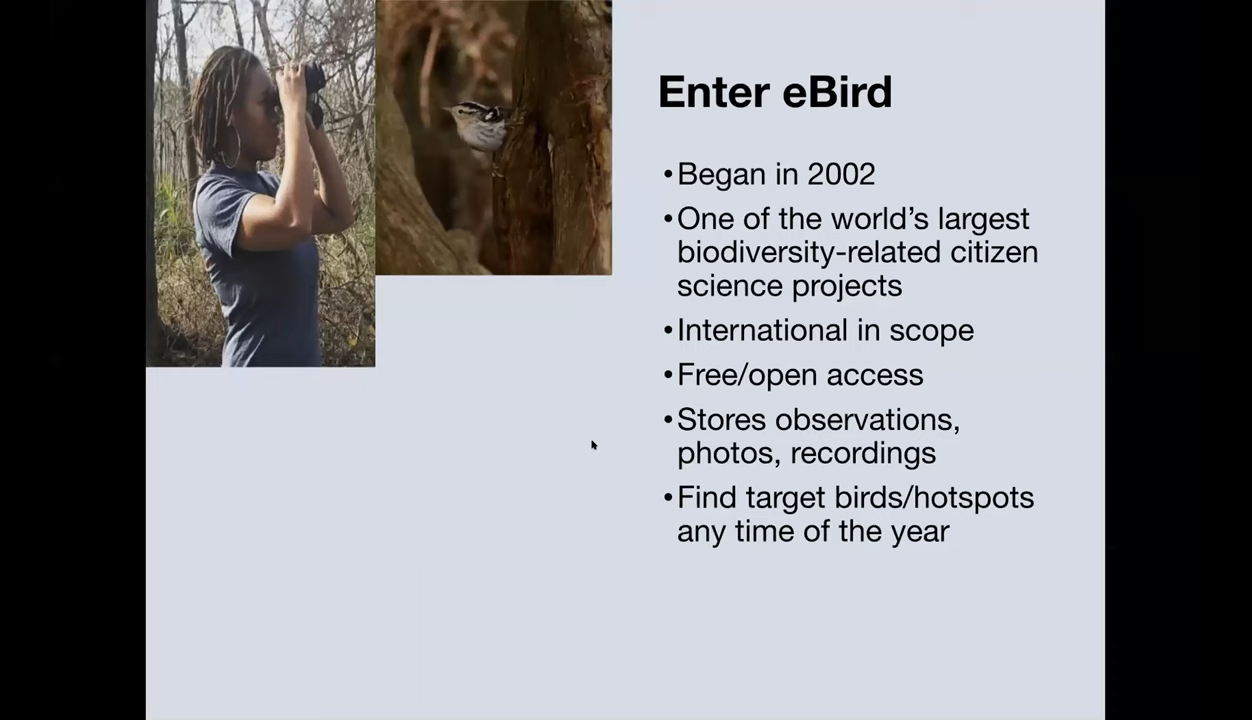 Enter eBird
•Began in 2002
•One of the world’s largest
biodiversity-related citizen
science projects
•International in scope
•Free/open access
•Stores observations,
photos, recordings
•Find target birds/hotspots
any time of the year